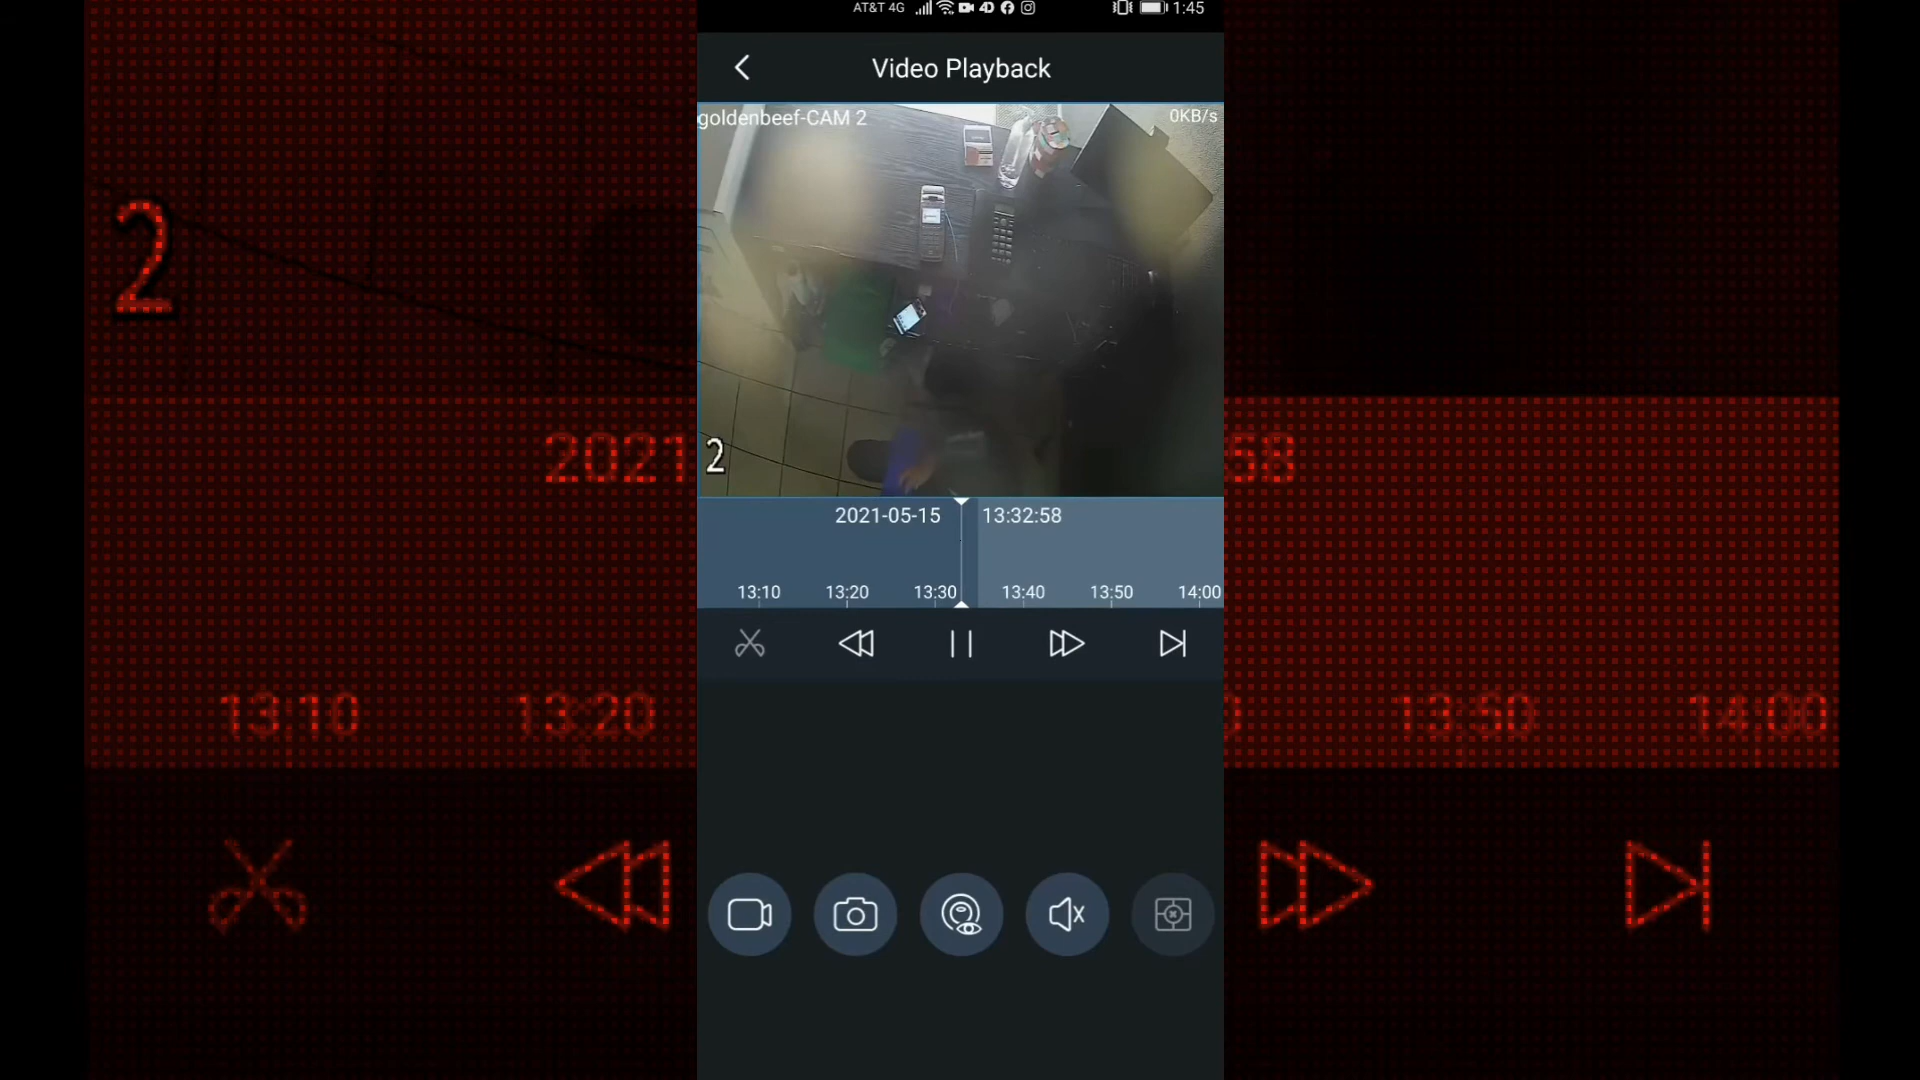 AT&T 4G 4D 1:45
Video Playback
goldenbeef-CAM 2 0KB/s
2
2
2021-05-15 13:32:58
2021 58
13:10 13:20 13:30 13:40 13:50 14:00
13:10 13:20 0 13:50 14:00